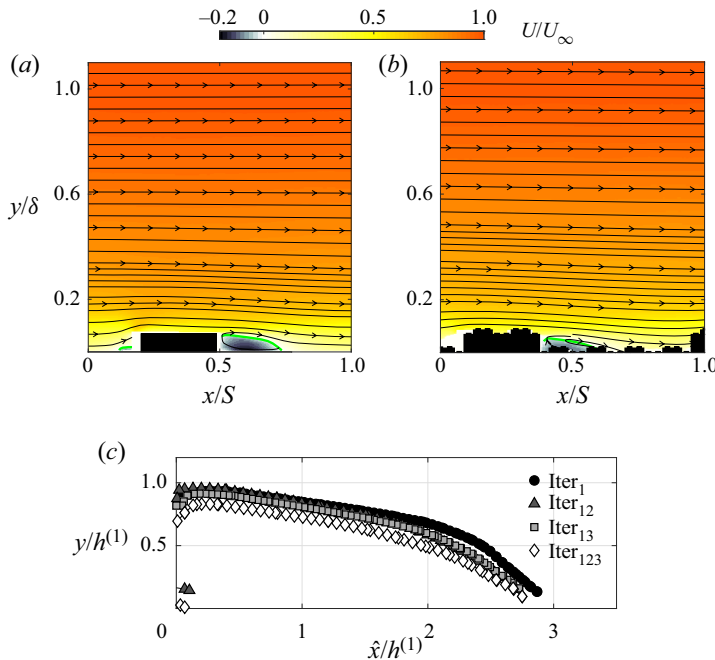 −0.2 0 0.5 1.0 U/U∞
(a) (b)
1.0 1.0
y/δ 0.6 0.6
0.2 0.2
0 0.5 1.0 0 0.5 1.0
x/S x/S
(c)
1.0 Iter₁
y/h⁽¹⁾ Iter₁₂
0.5 Iter₁₃
Iter₁₂₃
0 1 2 3
x̂/h⁽¹⁾